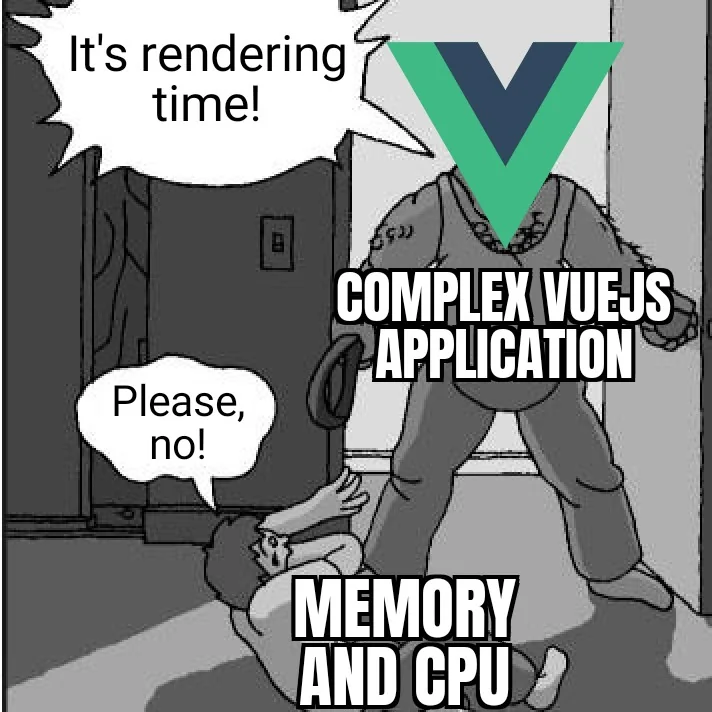 It's rendering
time!
COMPLEX VUEJS
APPLICATION
Please,
no!
MEMORY
AND CPU